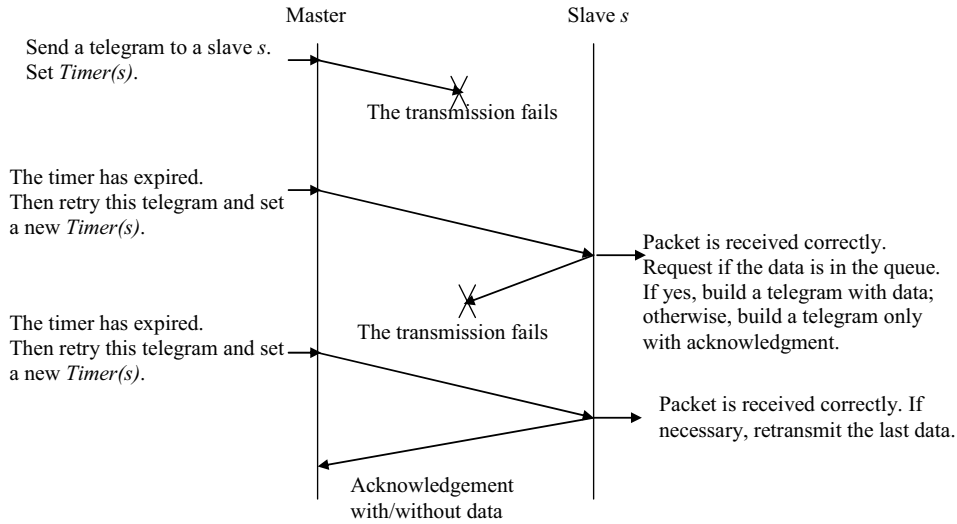 Master
Slave s
Send a telegram to a slave s.
Set Timer(s).
The transmission fails
The timer has expired.
Then retry this telegram and set
a new Timer(s).
Packet is received correctly.
Request if the data is in the queue.
If yes, build a telegram with data;
otherwise, build a telegram only
with acknowledgment.
The transmission fails
The timer has expired.
Then retry this telegram and set
a new Timer(s).
Packet is received correctly. If
necessary, retransmit the last data.
Acknowledgement
with/without data